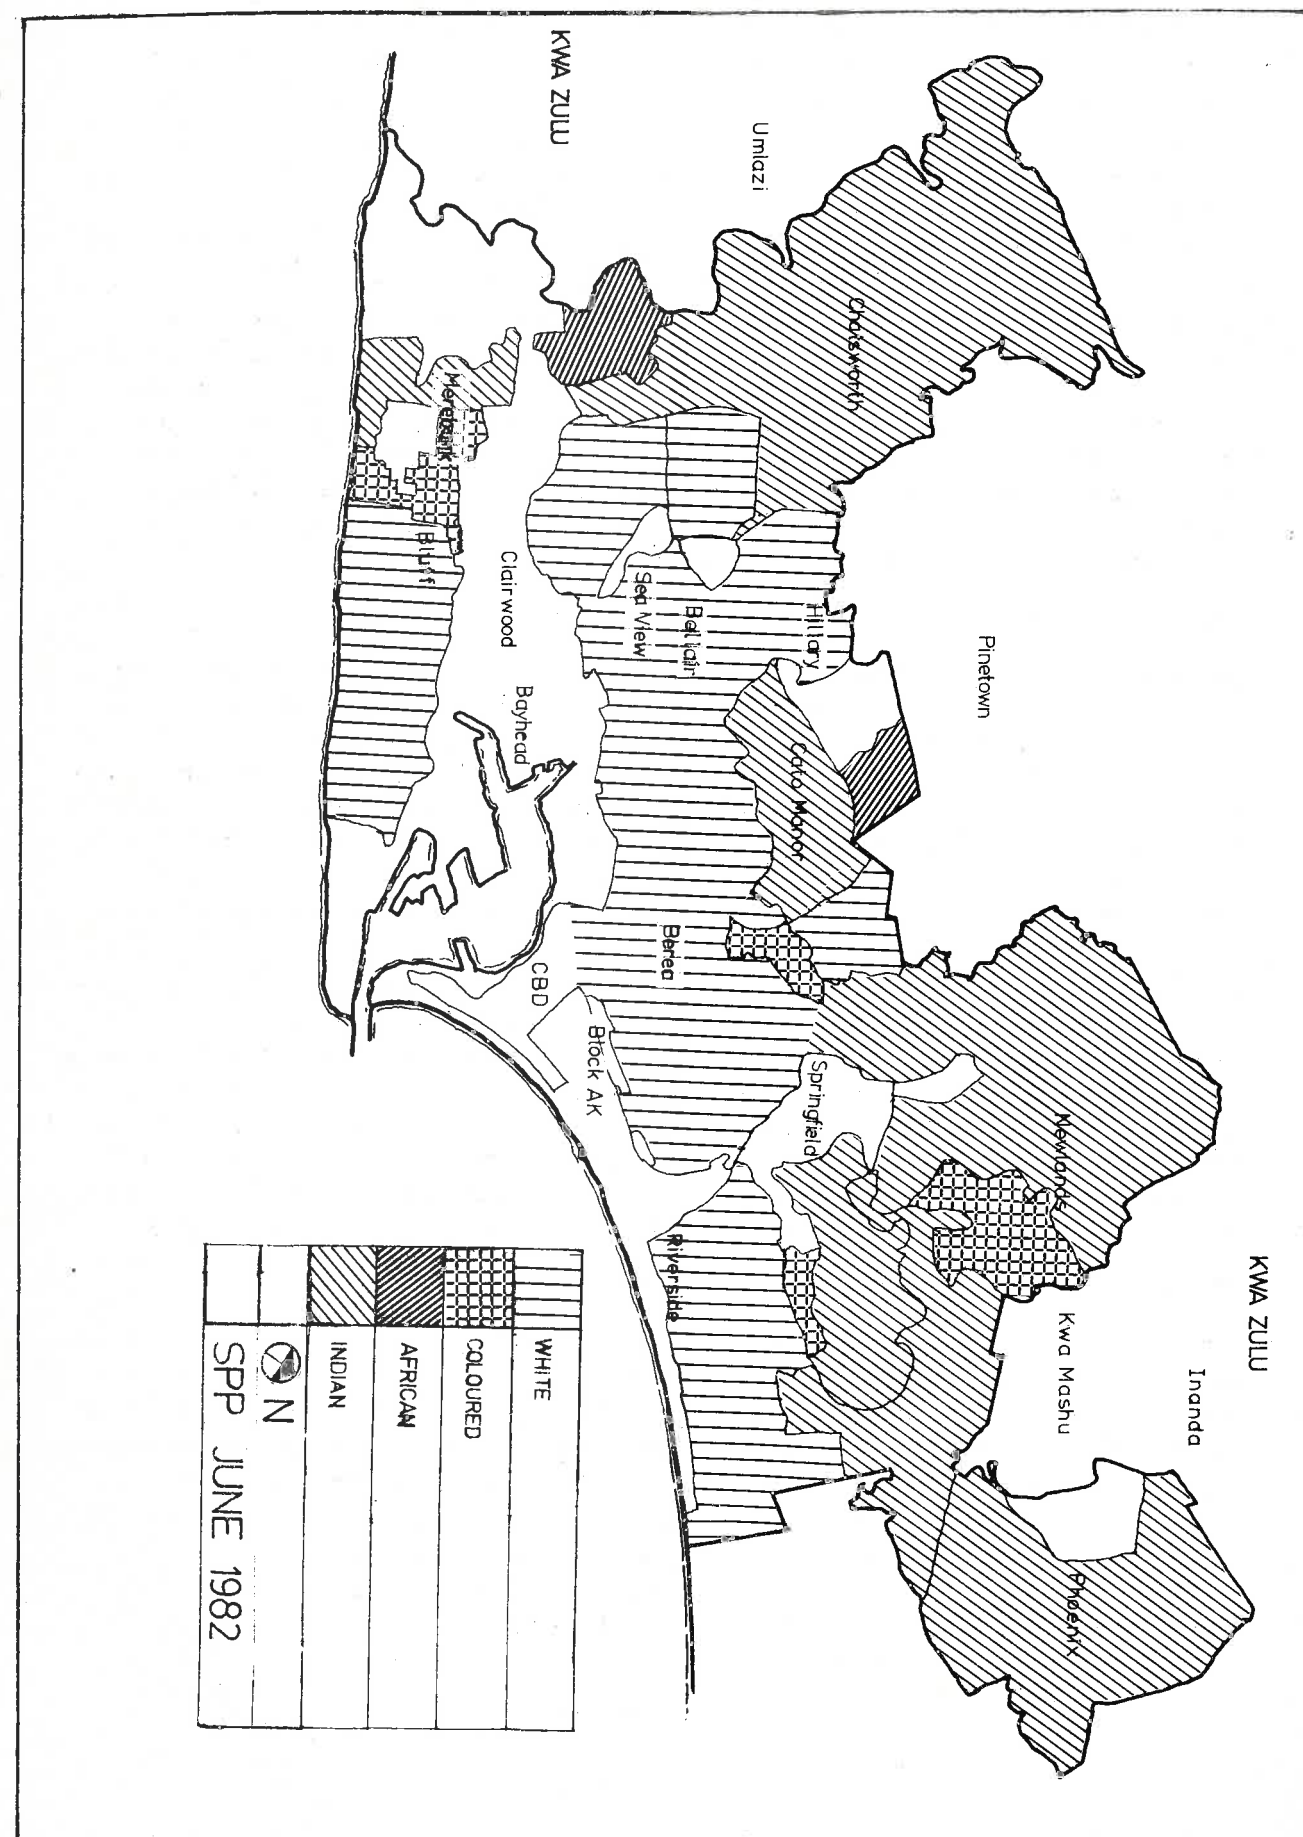 KWA ZULU
Umlazi
Chatsworth
Merebank
Bluff
Clairwood
Sea View
Bellair
Hillary
Pinetown
Bayhead
Cato Manor
Berea
CBD
Block AK
Springfield
Newlands
Riverside
KWA ZULU
Kwa Mashu
Inanda
Phoenix
WHITE
COLOURED
AFRICAN
INDIAN
N
SPP JUNE 1982